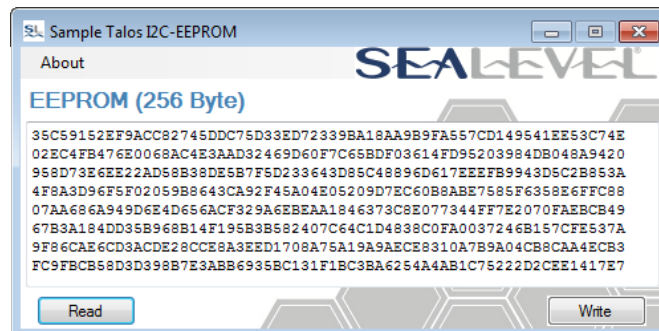 SL Sample Talos I2C-EEPROM
About
SEALEVEL
EEPROM (256 Byte)
35C59152EF9ACC82745DDC75D33ED72339BA18AA9B9FA557CD149541EE53C74E
02EC4FB476E0068AC4E3AAD32469D60F7C65BDF03614FD95203984DB048A9420
958D73E6EE22AD58B38DE5B7F5D233643D85C48896D617EEEFB9943D5C2B853A
4F8A3D96F5F02059B8643CA92F45A04E05209D7EC60B8ABE7585F6358E6FFC88
07AA686A949D6E4D656ACF329A6EBEAA1846373C8E077344FF7E2070FAEBCB49
67B3A184DD35B968B14F195B3B582407C64C1D4838C0FA0037246B157CFE537A
9F86CAE6CD3ACDE28CCE8A3EED1708A75A19A9AECE8310A7B9A04CB8CAA4ECB3
FC9FBCB58D3D398B7E3ABB6935BC131F1BC3BA6254A4AB1C75222D2CEE1417E7
Read
Write